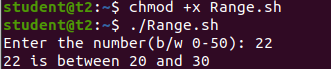 student@t2:~$ chmod +x Range.sh
student@t2:~$ ./Range.sh
Enter the number(b/w 0-50): 22
22 is between 20 and 30